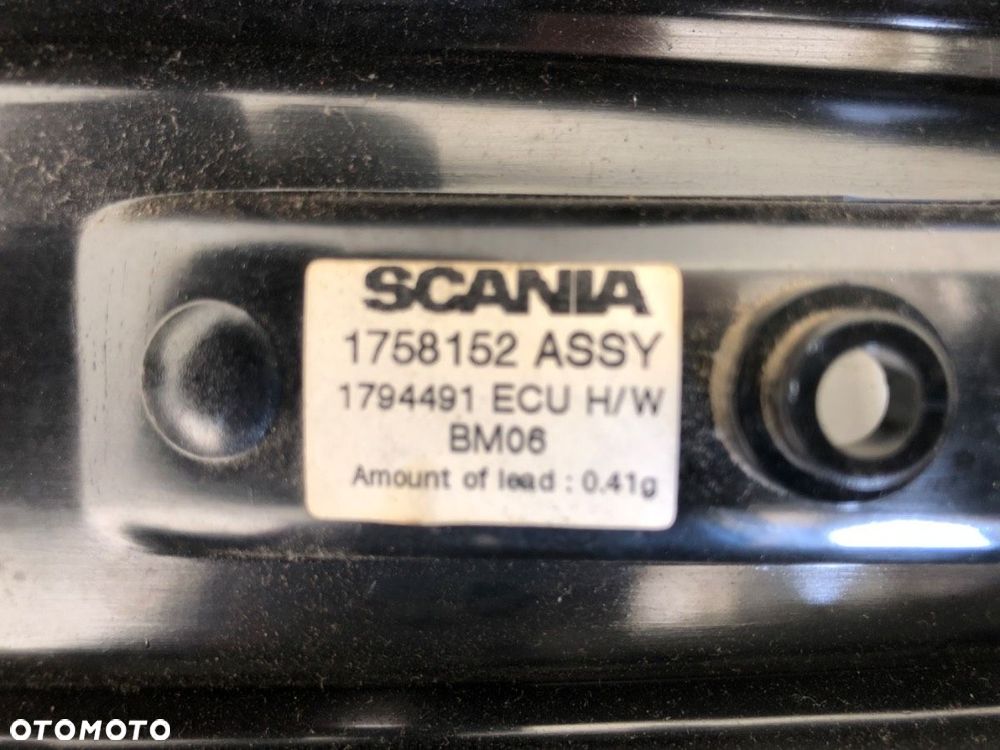 SCANIA
1758152 ASSY
1794491 ECU H/W
BM06
Amount of lead : 0.41g
OTOMOTO